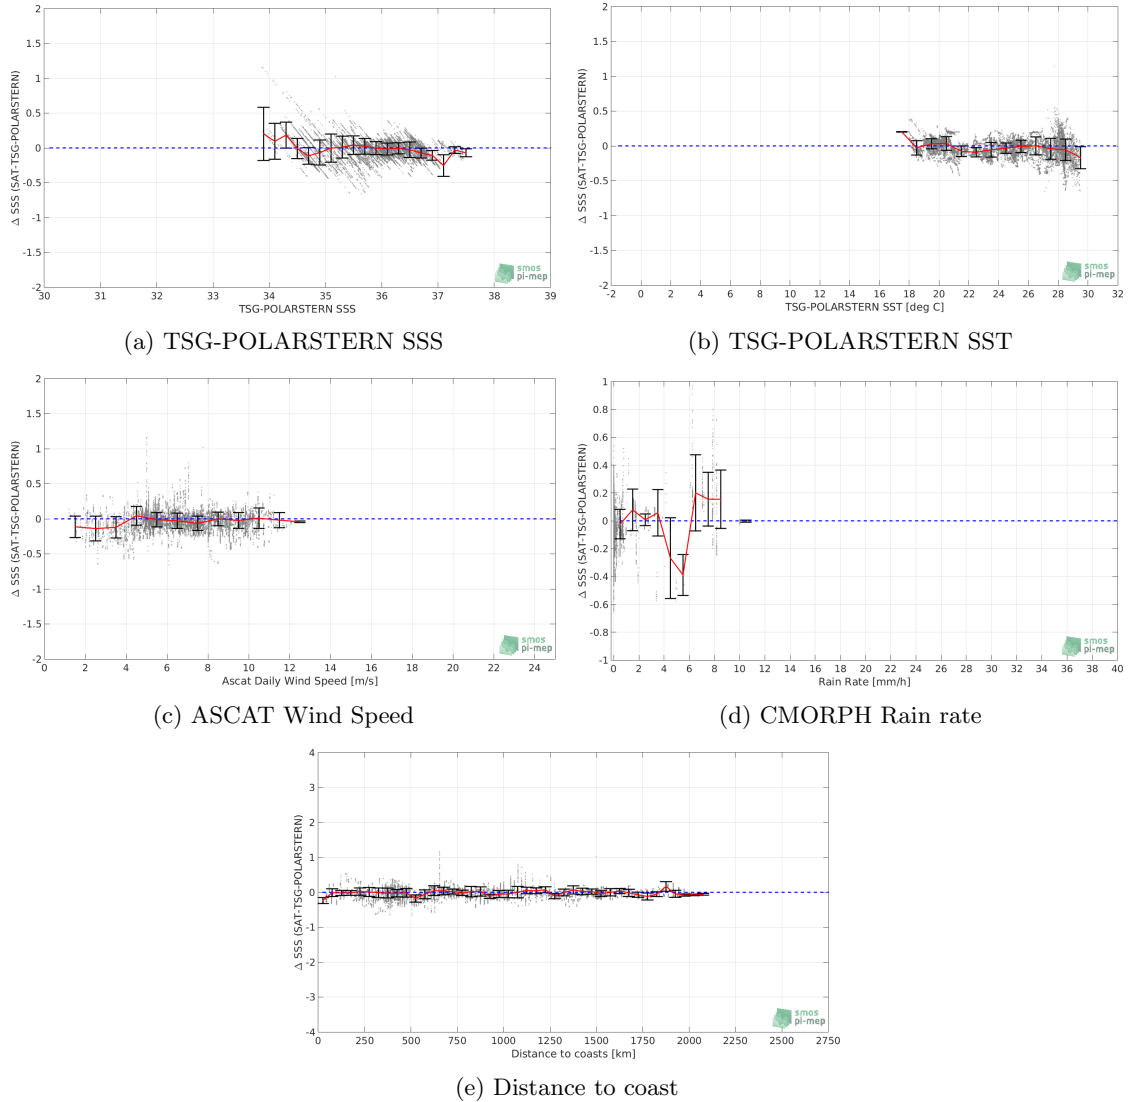 2
1.5
1
0.5
0
-0.5
-1
-1.5
-2
Δ SSS (SAT-TSG-POLARSTERN)
30 31 32 33 34 35 36 37 38 39
TSG-POLARSTERN SSS
smos
pi-mep
(a) TSG-POLARSTERN SSS
2
1.5
1
0.5
0
-0.5
-1
-1.5
-2
Δ SSS (SAT-TSG-POLARSTERN)
-2 0 2 4 6 8 10 12 14 16 18 20 22 24 26 28 30 32
TSG-POLARSTERN SST [deg C]
smos
pi-mep
(b) TSG-POLARSTERN SST
2
1.5
1
0.5
0
-0.5
-1
-1.5
-2
Δ SSS (SAT-TSG-POLARSTERN)
2 4 6 8 10 12 14 16 18 20 22 24
Ascat Daily Wind Speed [m/s]
smos
pi-mep
(c) ASCAT Wind Speed
1
0.8
0.6
0.4
0.2
0
-0.2
-0.4
-0.6
-0.8
-1
Δ SSS (SAT-TSG-POLARSTERN)
0 2 4 6 8 10 12 14 16 18 20 22 24 26 28 30 32 34 36 38 40
Rain Rate [mm/h]
smos
pi-mep
(d) CMORPH Rain rate
4
3
2
1
0
-1
-2
-3
-4
Δ SSS (SAT-TSG-POLARSTERN)
0 250 500 750 1000 1250 1500 1750 2000 2250 2500 2750
Distance to coasts [km]
smos
pi-mep
(e) Distance to coast